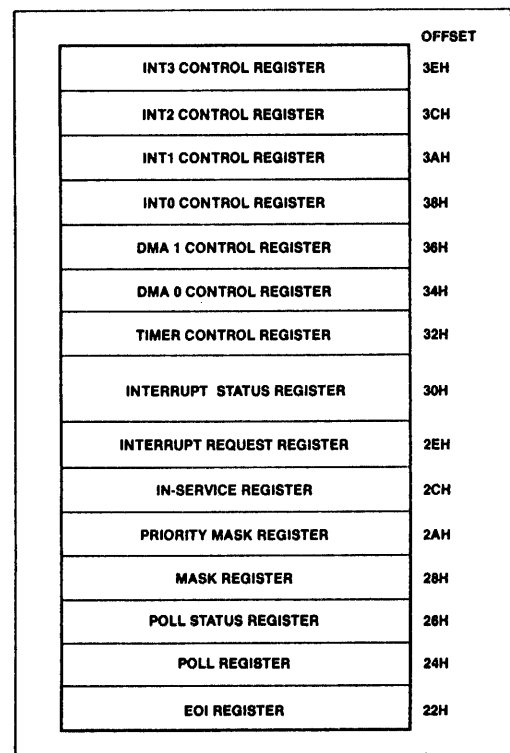 OFFSET
INT3 CONTROL REGISTER 3EH
INT2 CONTROL REGISTER 3CH
INT1 CONTROL REGISTER 3AH
INT0 CONTROL REGISTER 38H
DMA 1 CONTROL REGISTER 36H
DMA 0 CONTROL REGISTER 34H
TIMER CONTROL REGISTER 32H
INTERRUPT STATUS REGISTER 30H
INTERRUPT REQUEST REGISTER 2EH
IN-SERVICE REGISTER 2CH
PRIORITY MASK REGISTER 2AH
MASK REGISTER 28H
POLL STATUS REGISTER 26H
POLL REGISTER 24H
EOI REGISTER 22H